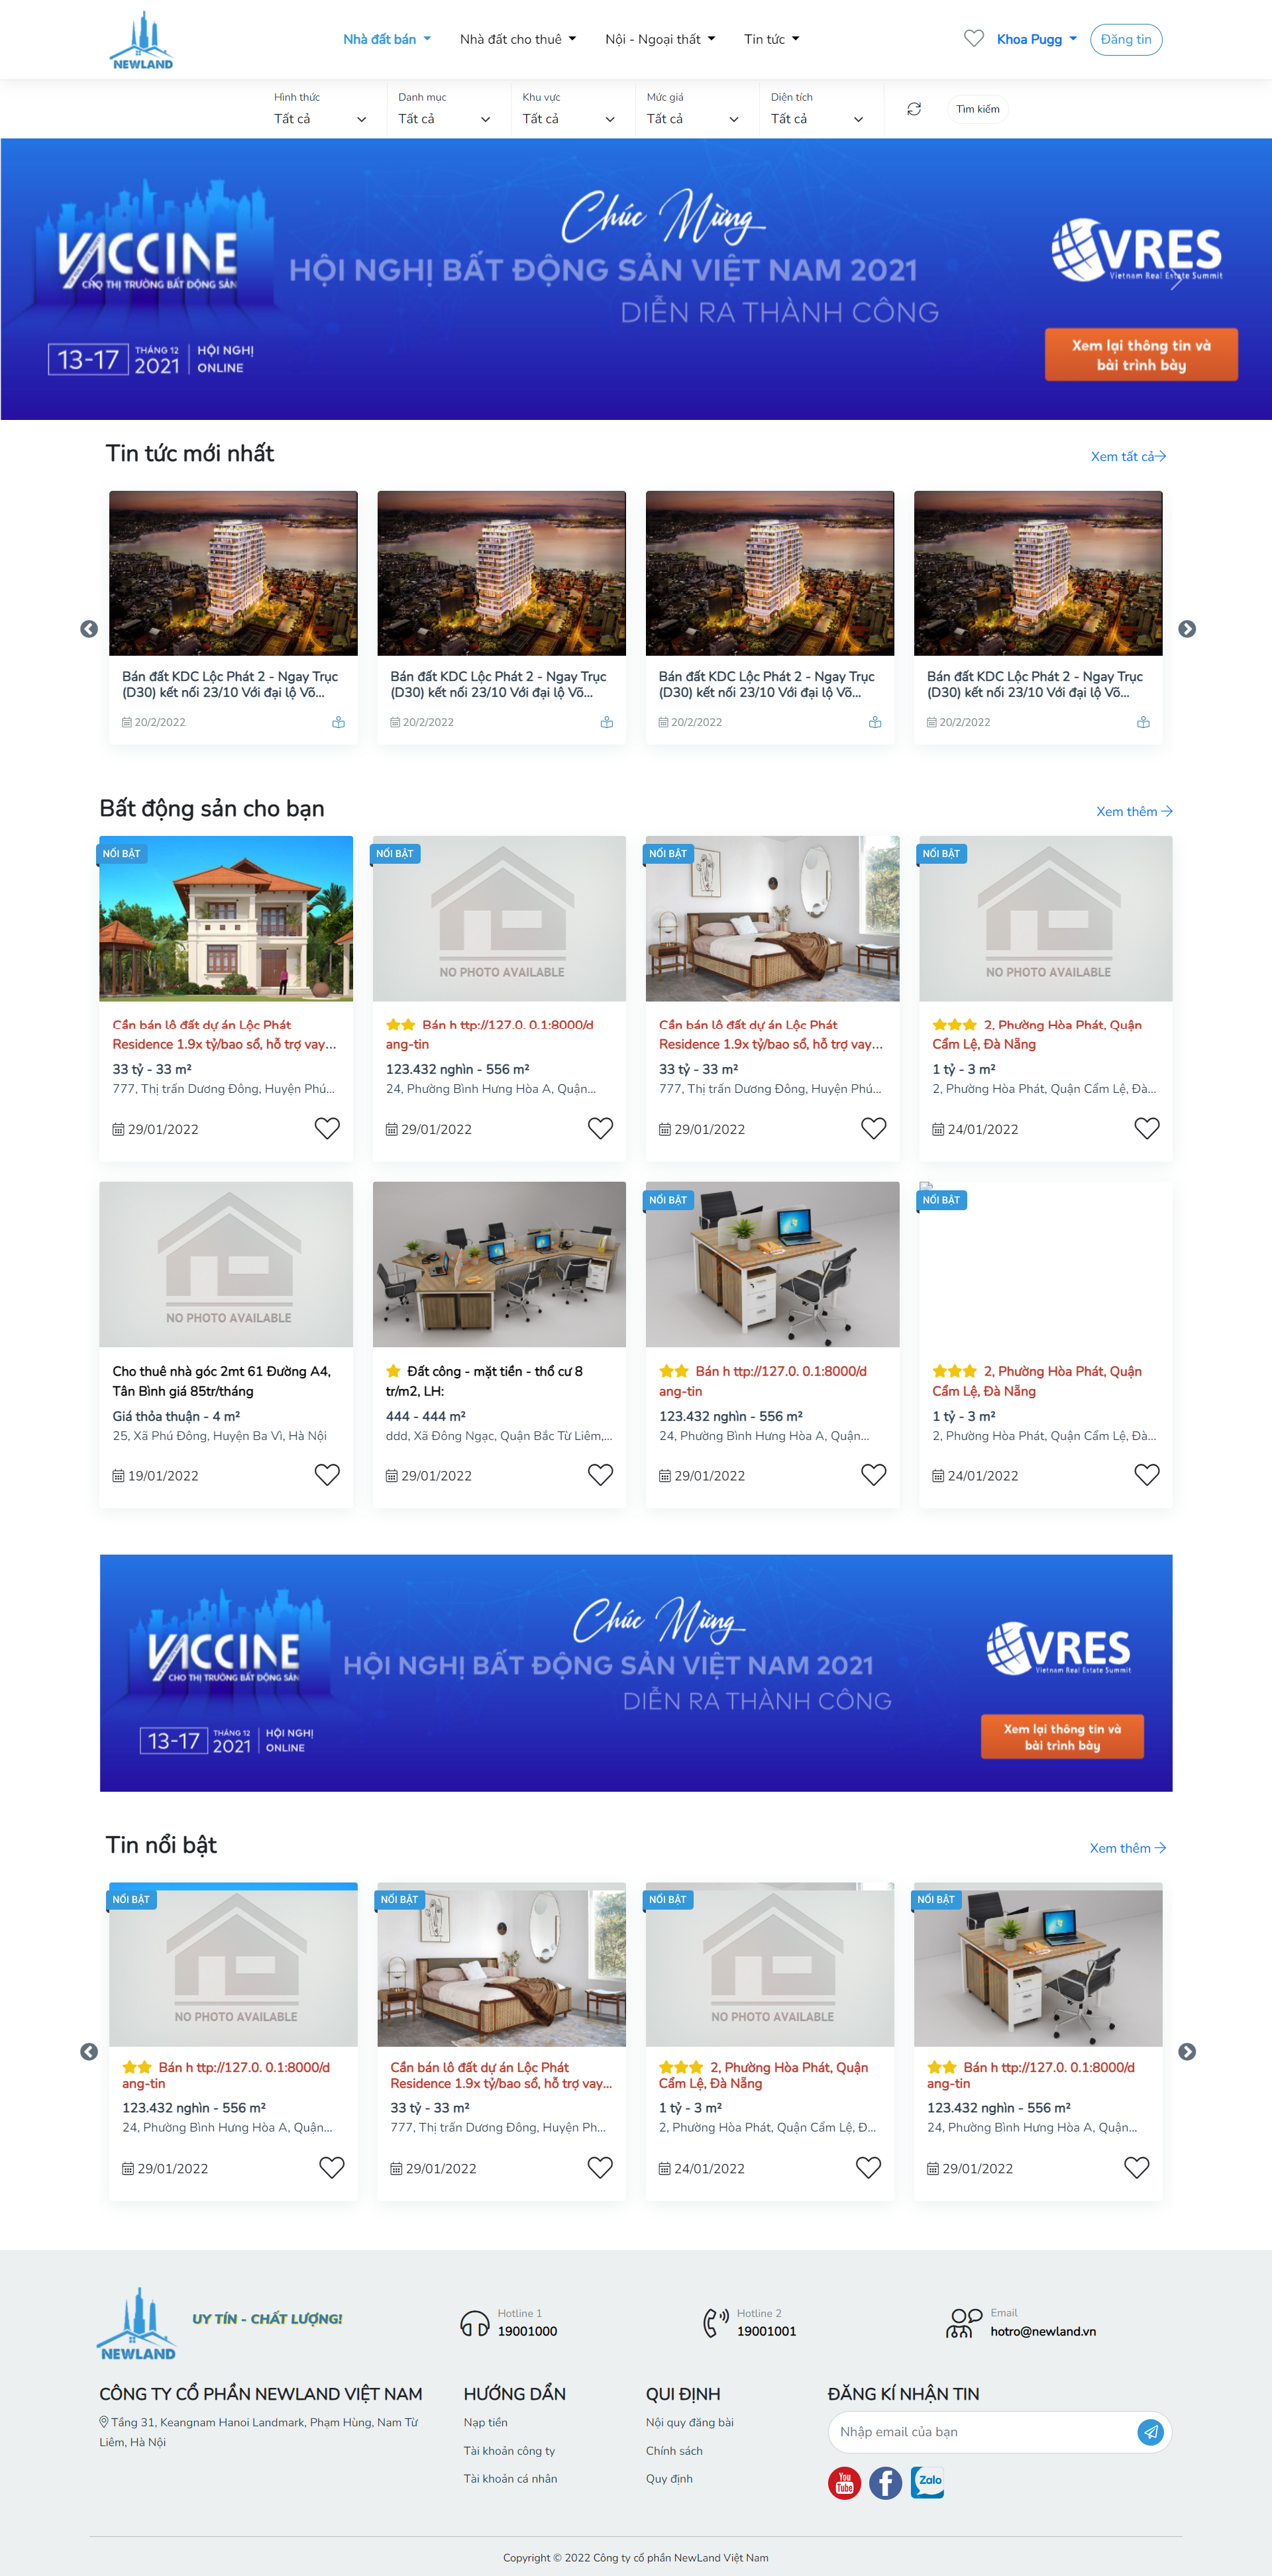 NEWLAND
Nhà đất bán
Nhà đất cho thuê
Nội - Ngoại thất
Tin tức
Khoa Pugg
Đăng tin
Hình thức
Tất cả
Danh mục
Tất cả
Khu vực
Tất cả
Mức giá
Tất cả
Diện tích
Tất cả
Tìm kiếm
VACCINE
CHO THỊ TRƯỜNG BẤT ĐỘNG SẢN
13-17 THÁNG 12 2021 HỘI NGHỊ ONLINE
Chúc Mừng
HỘI NGHỊ BẤT ĐỘNG SẢN VIỆT NAM 2021
DIỄN RA THÀNH CÔNG
VRES
Vietnam Real Estate Summit
Xem lại thông tin và
bài trình bày
Tin tức mới nhất
Xem tất cả
Bán đất KDC Lộc Phát 2 - Ngay Trục
(D30) kết nối 23/10 Với đại lộ Võ...
20/2/2022
Bán đất KDC Lộc Phát 2 - Ngay Trục
(D30) kết nối 23/10 Với đại lộ Võ...
20/2/2022
Bán đất KDC Lộc Phát 2 - Ngay Trục
(D30) kết nối 23/10 Với đại lộ Võ...
20/2/2022
Bán đất KDC Lộc Phát 2 - Ngay Trục
(D30) kết nối 23/10 Với đại lộ Võ...
20/2/2022
Bất động sản cho bạn
Xem thêm
NỔI BẬT
Cần bán lô đất dự án Lộc Phát
Residence 1.9x tỷ/bao sổ, hỗ trợ vay...
33 tỷ - 33 m²
777, Thị trấn Dương Đông, Huyện Phú...
29/01/2022
NỔI BẬT
NO PHOTO AVAILABLE
Bán h ttp://127.0. 0.1:8000/d
ang-tin
123.432 nghìn - 556 m²
24, Phường Bình Hưng Hòa A, Quận...
29/01/2022
NỔI BẬT
Cần bán lô đất dự án Lộc Phát
Residence 1.9x tỷ/bao sổ, hỗ trợ vay...
33 tỷ - 33 m²
777, Thị trấn Dương Đông, Huyện Phú...
29/01/2022
NỔI BẬT
NO PHOTO AVAILABLE
2, Phường Hòa Phát, Quận
Cẩm Lệ, Đà Nẵng
1 tỷ - 3 m²
2, Phường Hòa Phát, Quận Cẩm Lệ, Đà...
24/01/2022
NO PHOTO AVAILABLE
Cho thuê nhà góc 2mt 61 Đường A4,
Tân Bình giá 85tr/tháng
Giá thỏa thuận - 4 m²
25, Xã Phú Đông, Huyện Ba Vì, Hà Nội
19/01/2022
Đất công - mặt tiền - thổ cư 8
tr/m2, LH:
444 - 444 m²
ddd, Xã Đông Ngạc, Quận Bắc Từ Liêm,...
29/01/2022
NỔI BẬT
Bán h ttp://127.0. 0.1:8000/d
ang-tin
123.432 nghìn - 556 m²
24, Phường Bình Hưng Hòa A, Quận...
29/01/2022
NỔI BẬT
2, Phường Hòa Phát, Quận
Cẩm Lệ, Đà Nẵng
1 tỷ - 3 m²
2, Phường Hòa Phát, Quận Cẩm Lệ, Đà...
24/01/2022
VACCINE
CHO THỊ TRƯỜNG BẤT ĐỘNG SẢN
13-17 THÁNG 12 2021 HỘI NGHỊ ONLINE
Chúc Mừng
HỘI NGHỊ BẤT ĐỘNG SẢN VIỆT NAM 2021
DIỄN RA THÀNH CÔNG
VRES
Vietnam Real Estate Summit
Xem lại thông tin và
bài trình bày
Tin nổi bật
Xem thêm
NỔI BẬT
NO PHOTO AVAILABLE
Bán h ttp://127.0. 0.1:8000/d
ang-tin
123.432 nghìn - 556 m²
24, Phường Bình Hưng Hòa A, Quận...
29/01/2022
NỔI BẬT
Cần bán lô đất dự án Lộc Phát
Residence 1.9x tỷ/bao sổ, hỗ trợ vay...
33 tỷ - 33 m²
777, Thị trấn Dương Đông, Huyện Ph...
29/01/2022
NỔI BẬT
NO PHOTO AVAILABLE
2, Phường Hòa Phát, Quận
Cẩm Lệ, Đà Nẵng
1 tỷ - 3 m²
2, Phường Hòa Phát, Quận Cẩm Lệ, Đ...
24/01/2022
NỔI BẬT
Bán h ttp://127.0. 0.1:8000/d
ang-tin
123.432 nghìn - 556 m²
24, Phường Bình Hưng Hòa A, Quận...
29/01/2022
NEWLAND
UY TÍN - CHẤT LƯỢNG!
Hotline 1
19001000
Hotline 2
19001001
Email
hotro@newland.vn
CÔNG TY CỔ PHẦN NEWLAND VIỆT NAM
Tầng 31, Keangnam Hanoi Landmark, Phạm Hùng, Nam Từ
Liêm, Hà Nội
HƯỚNG DẨN
Nạp tiền
Tài khoản công ty
Tài khoản cá nhân
QUI ĐỊNH
Nội quy đăng bài
Chính sách
Quy định
ĐĂNG KÍ NHẬN TIN
Nhập email của bạn
You
Tube
Zalo
Copyright © 2022 Công ty cổ phần NewLand Việt Nam